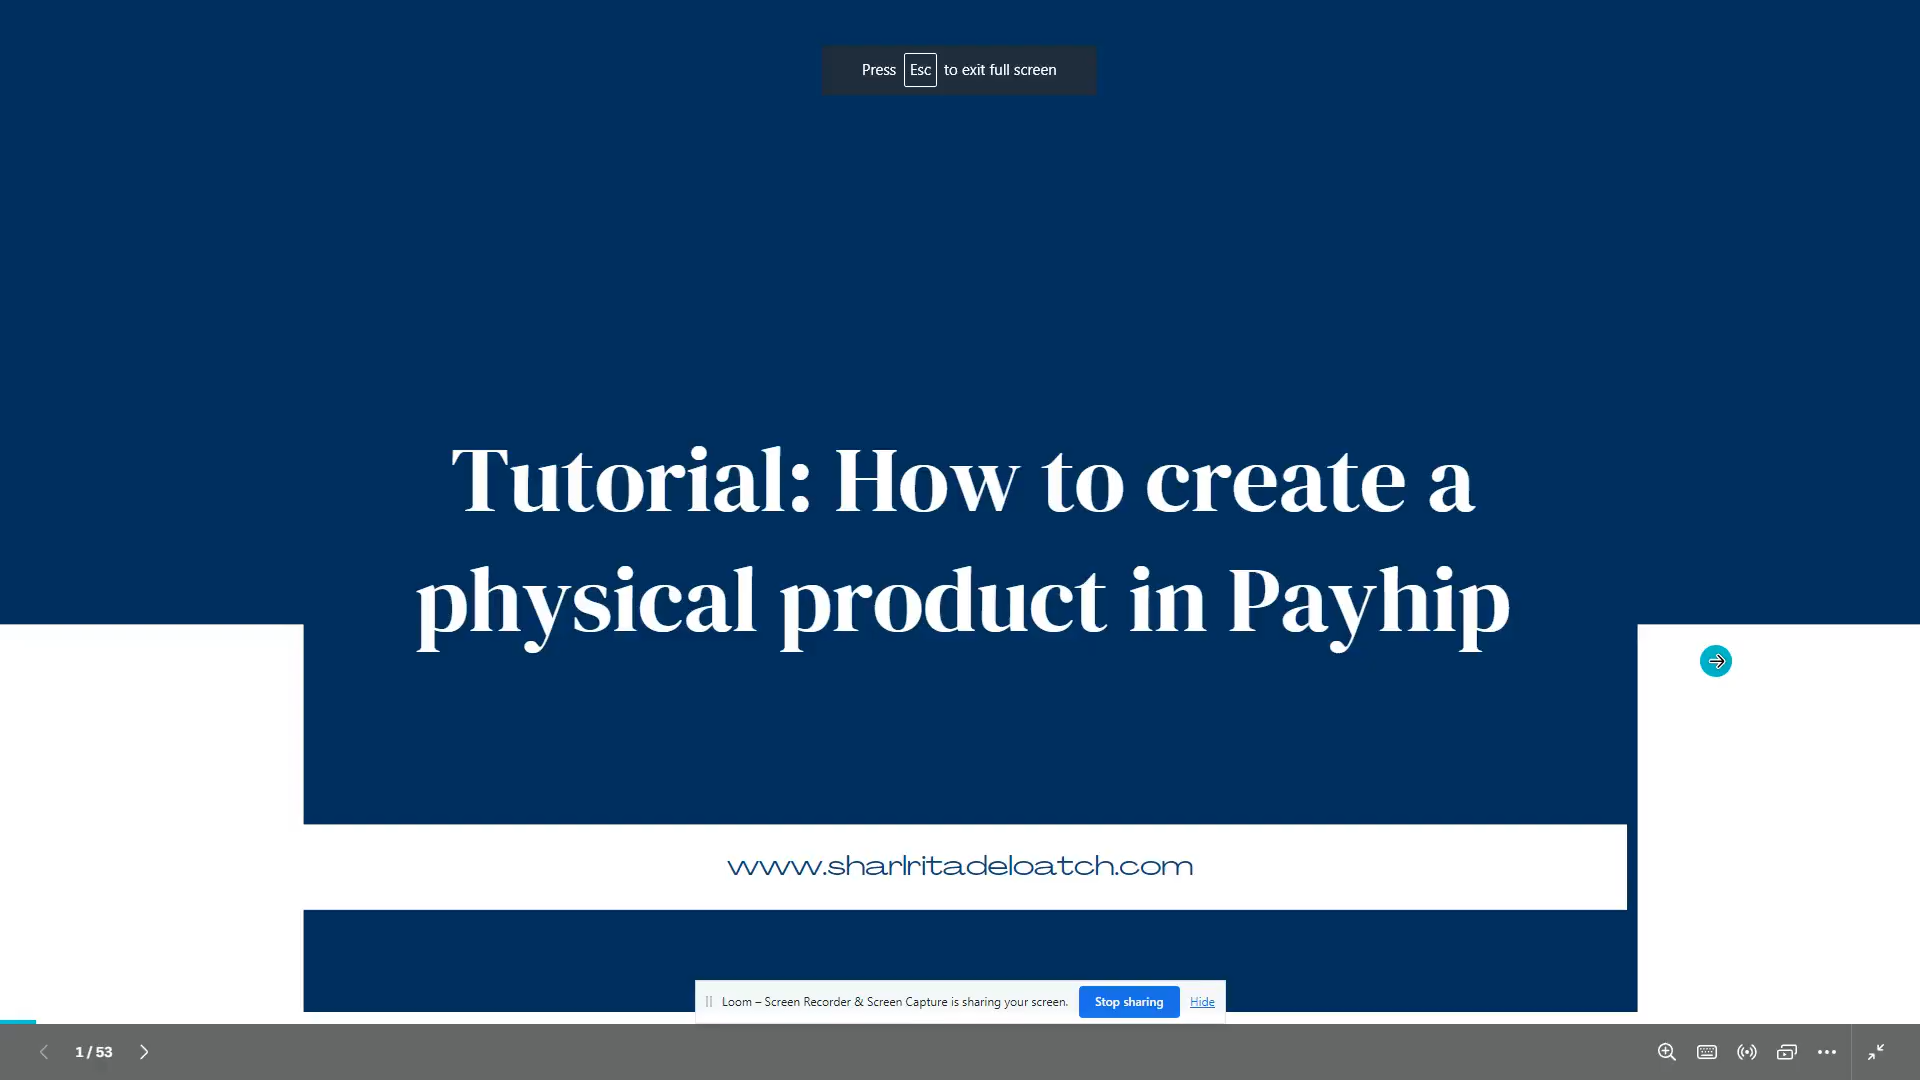 Press Esc to exit full screen
Tutorial: How to create a
physical product in Payhip
www.sharlritadeloatch.com
Loom – Screen Recorder & Screen Capture is sharing your screen. Stop sharing Hide
1 / 53